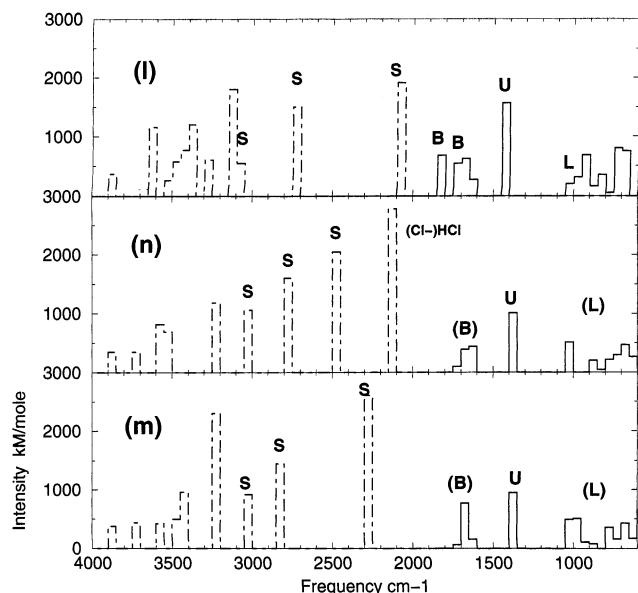 3000
(l)
S
S
U
2000
B
B
S
1000
L
3000
(n)
S
(Cl–)HCl
S
2000
S
U
(B)
(L)
1000
3000
(m)
S
2000
S
S
(B)
U
(L)
1000
0
4000 3500 3000 2500 2000 1500 1000
Frequency cm–1
Intensity kM/mole